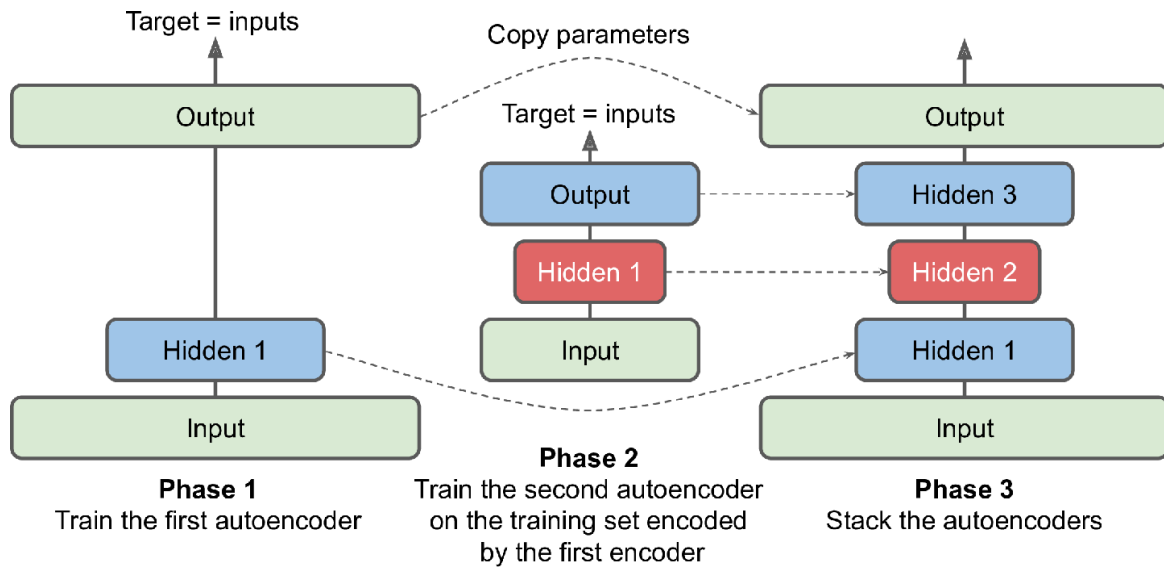 Target = inputs
Output
Hidden 1
Input
Phase 1
Train the first autoencoder
Copy parameters
Target = inputs
Output
Hidden 1
Input
Phase 2
Train the second autoencoder
on the training set encoded
by the first encoder
Output
Hidden 3
Hidden 2
Hidden 1
Input
Phase 3
Stack the autoencoders